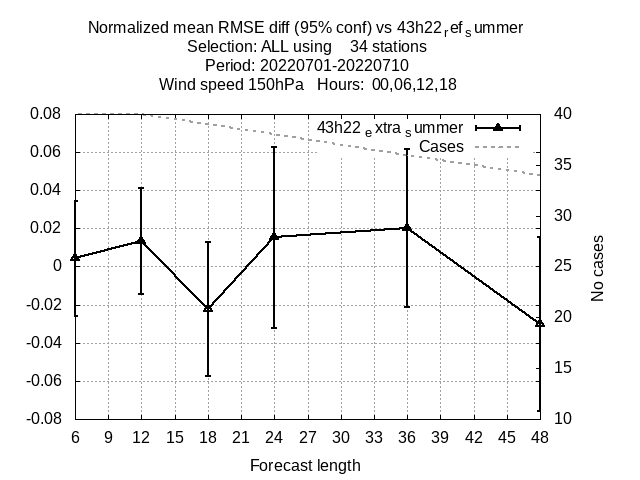 Normalized mean RMSE diff (95% conf) vs 43h22refsummer
Selection: ALL using    34 stations
Period: 20220701-20220710
Wind speed 150hPa   Hours:  00,06,12,18
43h22extrasummer
Cases
0.08
0.06
0.04
0.02
0
-0.02
-0.04
-0.06
-0.08
40
35
30
25
20
15
10
No cases
6 9 12 15 18 21 24 27 30 33 36 39 42 45 48
Forecast length